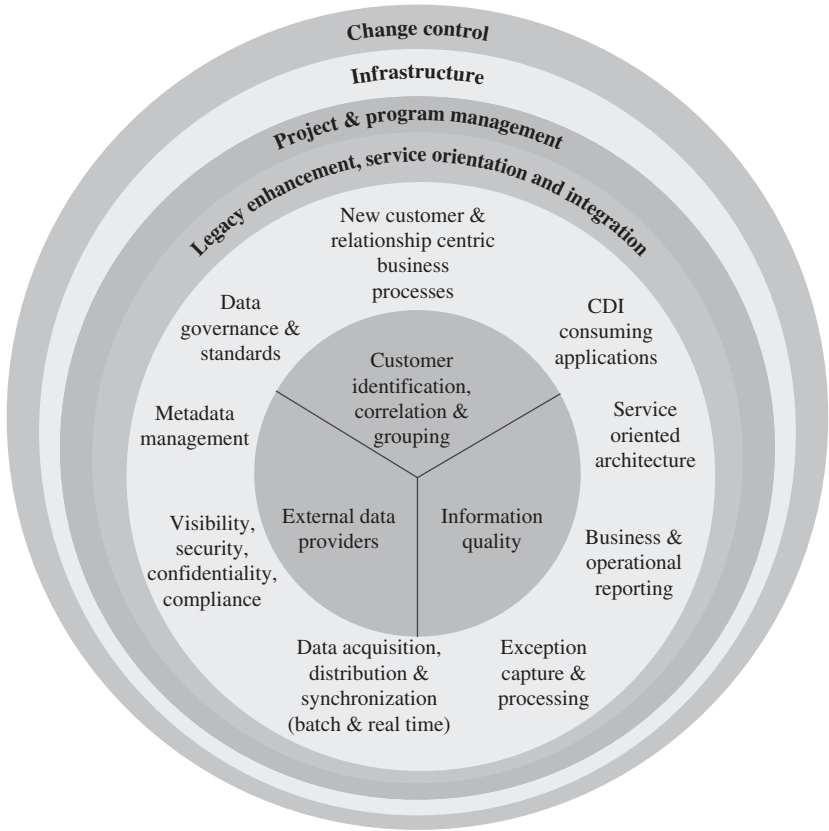 Change control
Infrastructure
Project & program management
Legacy enhancement, service orientation and integration
New customer &
relationship centric
business
processes
Data
governance &
standards
CDI
consuming
applications
Customer
identification,
correlation &
grouping
Metadata
management
Service
oriented
architecture
External data
providers
Information
quality
Visibility,
security,
confidentiality,
compliance
Business &
operational
reporting
Data acquisition,
distribution &
synchronization
(batch & real time)
Exception
capture &
processing